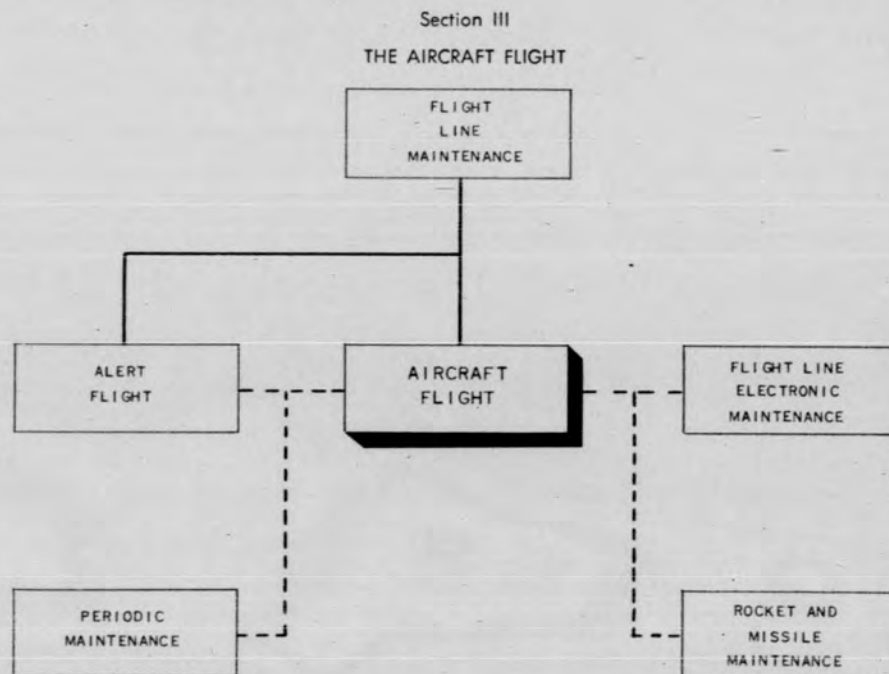 Section III
THE AIRCRAFT FLIGHT
FLIGHT
LINE
MAINTENANCE
ALERT
FLIGHT
AIRCRAFT
FLIGHT
FLIGHT LINE
ELECTRONIC
MAINTENANCE
PERIODIC
MAINTENANCE
ROCKET AND
MISSILE
MAINTENANCE